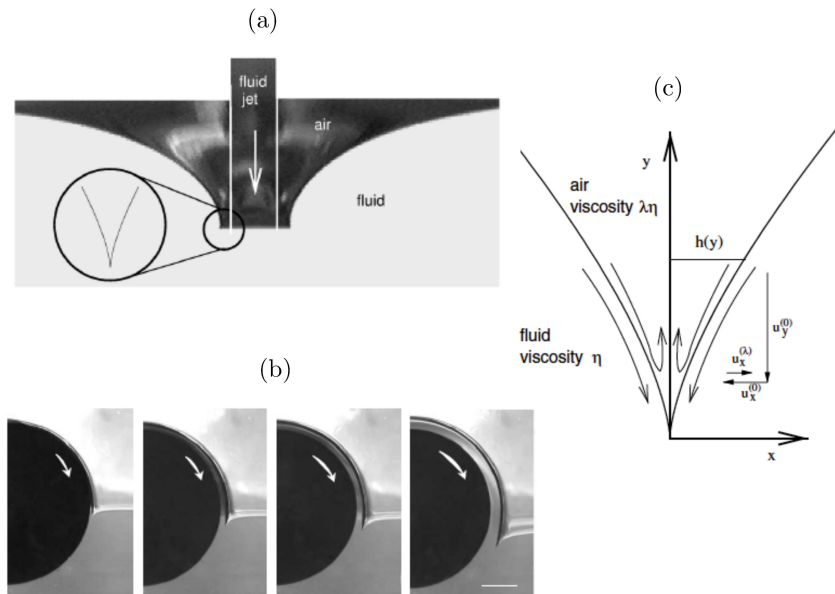 (a)
fluid
jet
air
fluid
(b)
(c)
y
air
viscosity λη
h(y)
fluid
viscosity η
u_y^(0)
u_x^(λ)
u_x^(0)
x